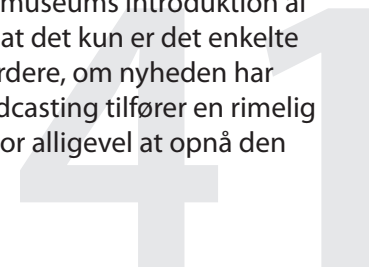 museums introduktion af
at det kun er det enkelte
rdere, om nyheden har
dcasting tilfører en rimelig
or alligevel at opnå den
41